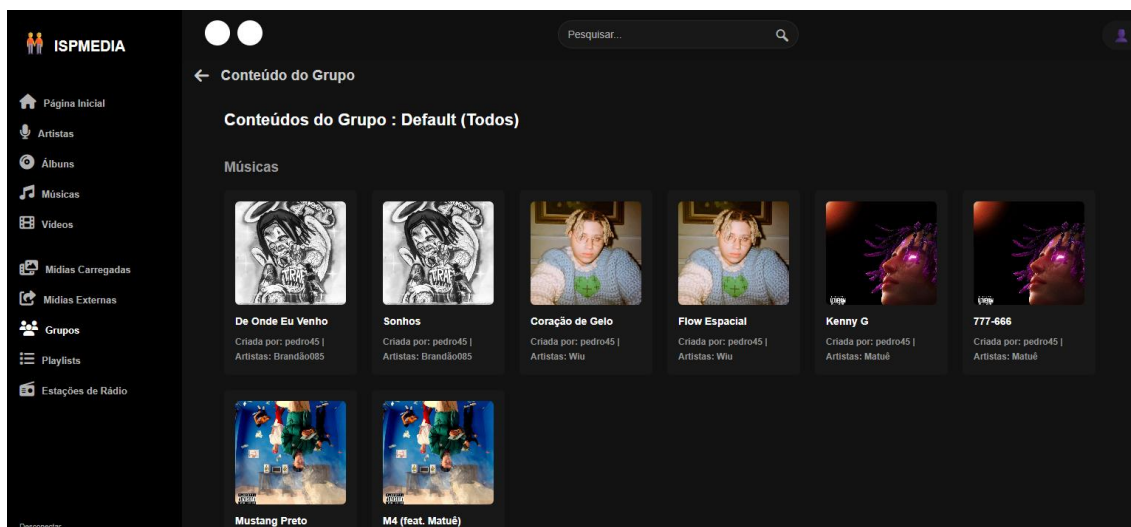 ISPMEDIA
Pesquisar...
Conteúdo do Grupo
Página Inicial
Artistas
Álbuns
Músicas
Vídeos
Mídias Carregadas
Mídias Externas
Grupos
Playlists
Estações de Rádio
Desconectar
Conteúdos do Grupo : Default (Todos)
Músicas
De Onde Eu Venho
Criada por: pedro45 |
Artistas: Brandão085
Sonhos
Criada por: pedro45 |
Artistas: Brandão085
Coração de Gelo
Criada por: pedro45 |
Artistas: Wiu
Flow Espacial
Criada por: pedro45 |
Artistas: Wiu
Kenny G
Criada por: pedro45 |
Artistas: Matuê
777-666
Criada por: pedro45 |
Artistas: Matuê
Mustang Preto
M4 (feat. Matuê)